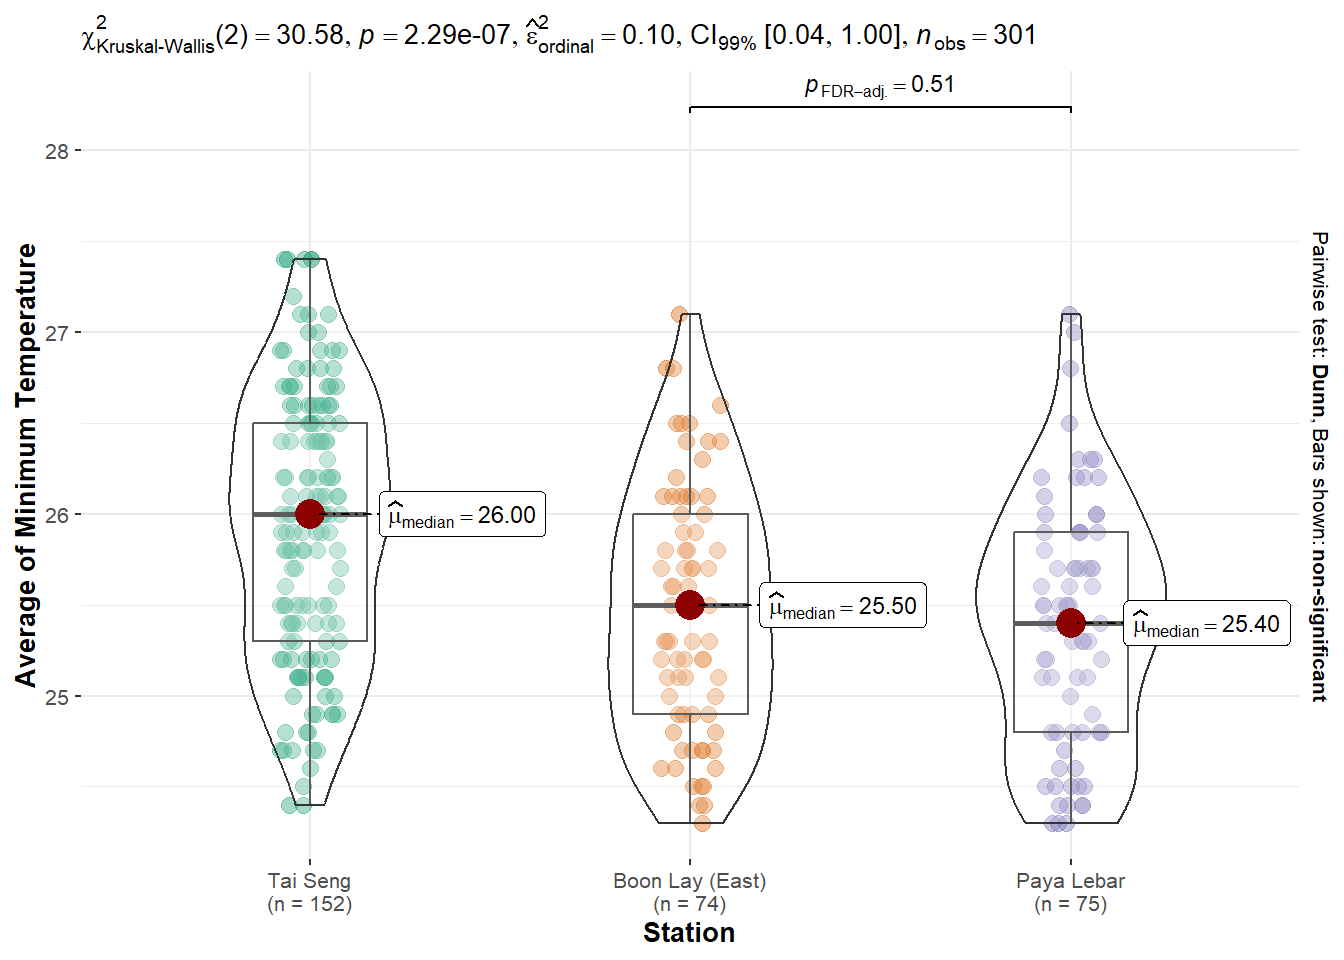 χ²Kruskal-Wallis(2) = 30.58, p = 2.29e-07, ε̂²ordinal = 0.10, CI99% [0.04, 1.00], nobs = 301
pFDR–adj. = 0.51
28
27
26
25
Average of Minimum Temperature
μ̂median = 26.00
μ̂median = 25.50
μ̂median = 25.40
Pairwise test: Dunn, Bars shown: non-significant
Tai Seng
(n = 152)
Boon Lay (East)
(n = 74)
Paya Lebar
(n = 75)
Station